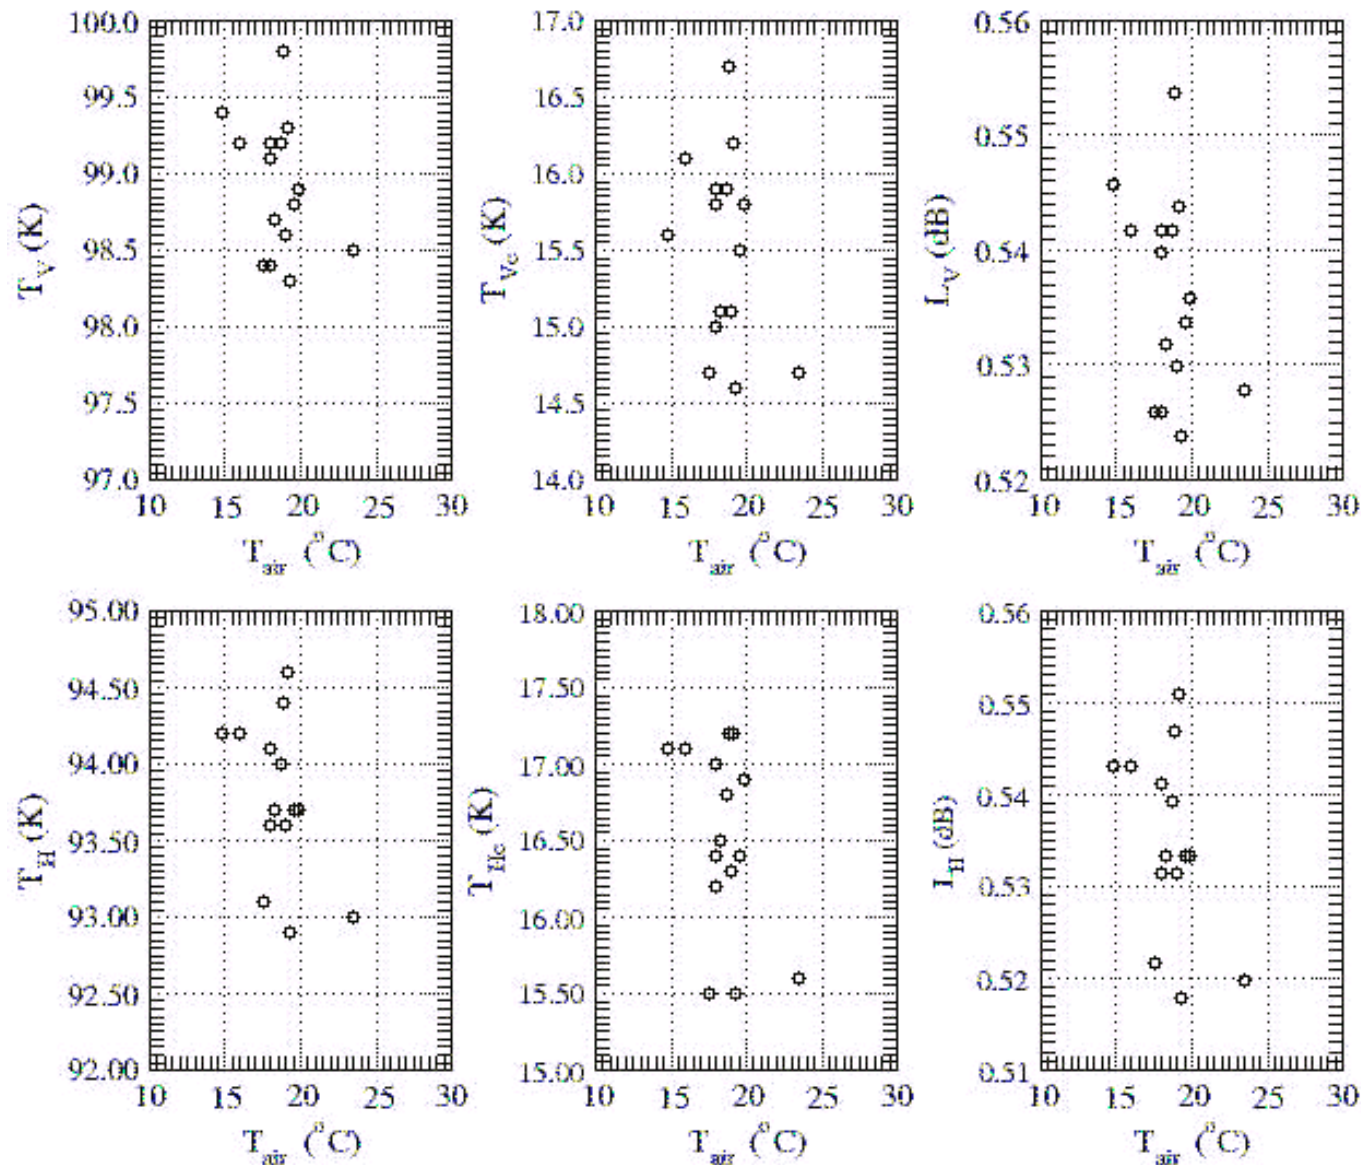 100.0
99.5
99.0
98.5
98.0
97.5
97.0
10 15 20 25 30
T_V (K)
T_air (°C)
17.0
16.5
16.0
15.5
15.0
14.5
14.0
10 15 20 25 30
T_Vc (K)
T_air (°C)
0.56
0.55
0.54
0.53
0.52
10 15 20 25 30
L_V (dB)
T_air (°C)
95.00
94.50
94.00
93.50
93.00
92.50
92.00
10 15 20 25 30
T_H (K)
T_air (°C)
18.00
17.50
17.00
16.50
16.00
15.50
15.00
10 15 20 25 30
T_Hc (K)
T_air (°C)
0.56
0.55
0.54
0.53
0.52
0.51
10 15 20 25 30
L_H (dB)
T_air (°C)